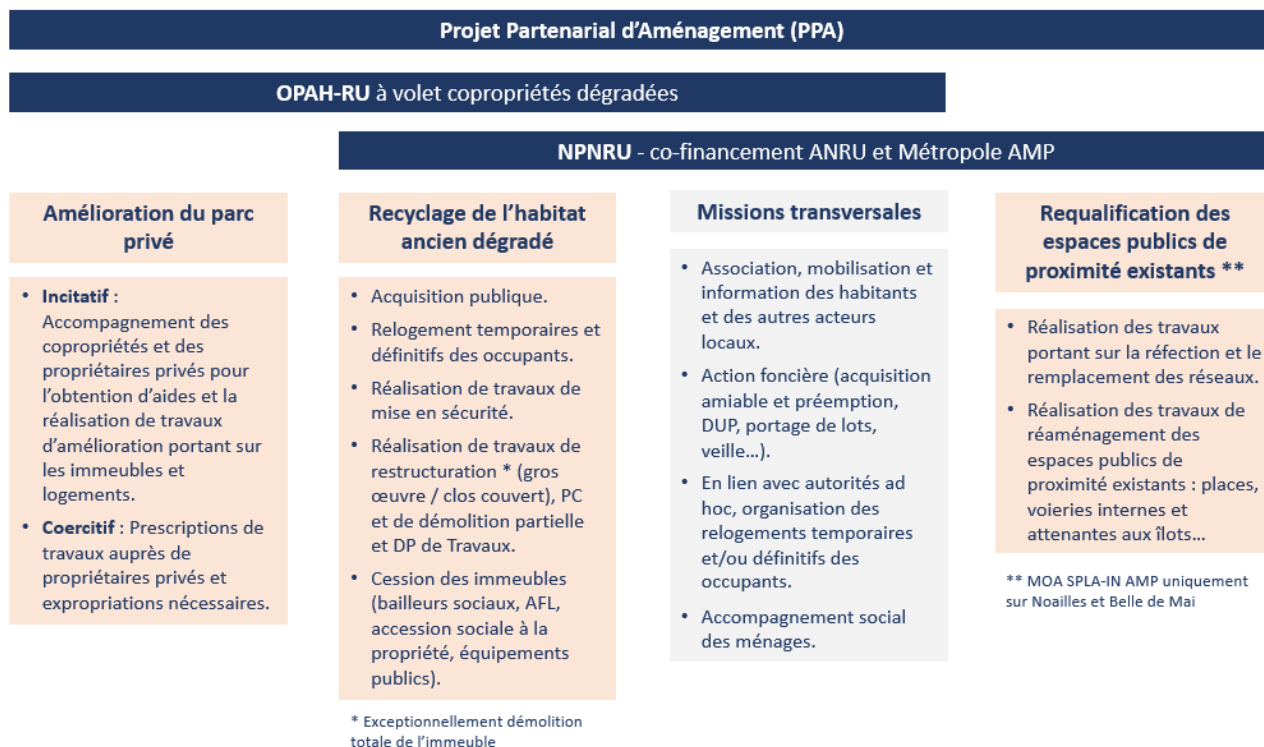 Projet Partenarial d’Aménagement (PPA)
OPAH-RU à volet copropriétés dégradées
NPNRU - co-financement ANRU et Métropole AMP
Amélioration du parc
privé
• Incitatif :
Accompagnement des
copropriétés et des
propriétaires privés pour
l’obtention d’aides et la
réalisation de travaux
d’amélioration portant sur
les immeubles et
logements.
• Coercitif : Prescriptions de
travaux auprès de
propriétaires privés et
expropriations nécessaires.
Recyclage de l’habitat
ancien dégradé
• Acquisition publique.
• Relogement temporaires et
définitifs des occupants.
• Réalisation de travaux de
mise en sécurité.
• Réalisation de travaux de
restructuration * (gros
œuvre / clos couvert), PC
et de démolition partielle
et DP de Travaux.
• Cession des immeubles
(bailleurs sociaux, AFL,
accession sociale à la
propriété, équipements
publics).
* Exceptionnellement démolition
totale de l’immeuble
Missions transversales
• Association, mobilisation et
information des habitants
et des autres acteurs
locaux.
• Action foncière (acquisition
amiable et préemption,
DUP, portage de lots,
veille…).
• En lien avec autorités ad
hoc, organisation des
relogements temporaires
et/ou définitifs des
occupants.
• Accompagnement social
des ménages.
Requalification des
espaces publics de
proximité existants **
• Réalisation des travaux
portant sur la réfection et le
remplacement des réseaux.
• Réalisation des travaux de
réaménagement des
espaces publics de
proximité existants : places,
voieries internes et
attenantes aux îlots…
** MOA SPLA-IN AMP uniquement
sur Noailles et Belle de Mai